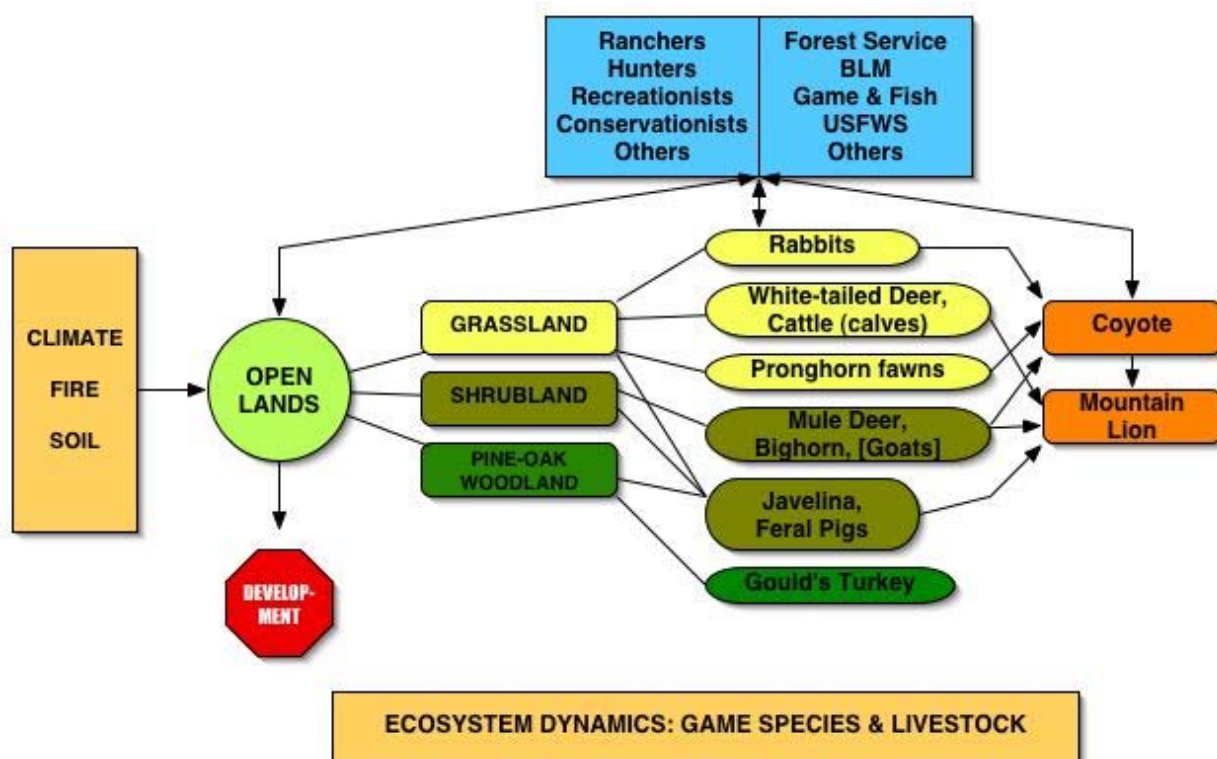 Ranchers
Hunters
Recreationists
Conservationists
Others
Forest Service
BLM
Game & Fish
USFWS
Others
CLIMATE
FIRE
SOIL
OPEN
LANDS
DEVELOP-
MENT
GRASSLAND
SHRUBLAND
PINE-OAK
WOODLAND
Rabbits
White-tailed Deer,
Cattle (calves)
Pronghorn fawns
Mule Deer,
Bighorn, [Goats]
Javelina,
Feral Pigs
Gould's Turkey
Coyote
Mountain
Lion
ECOSYSTEM DYNAMICS: GAME SPECIES & LIVESTOCK